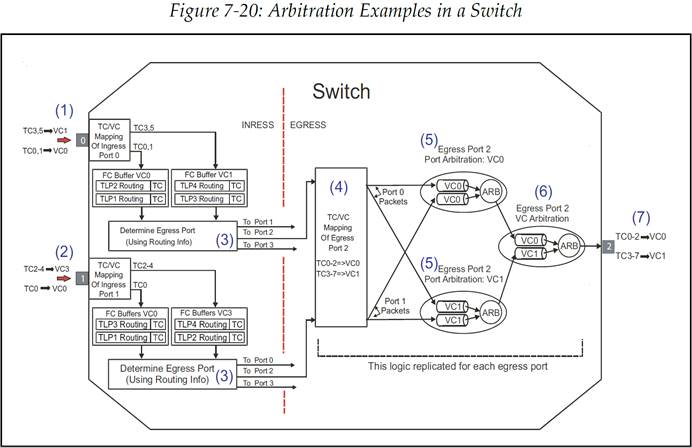 Figure 7-20: Arbitration Examples in a Switch
Switch
INRESS
EGRESS
(1)
TC3,5➡VC1
TC0,1➡VC0
0
TC/VC
Mapping
Of Ingress
Port 0
TC3,5
TC0,1
FC Buffer VC0
TLP2 Routing TC
TLP1 Routing TC
FC Buffer VC1
TLP4 Routing TC
TLP3 Routing TC
Determine Egress Port
(Using Routing Info)
(3)
To Port 1
To Port 2
To Port 3
(2)
TC2-4➡VC3
TC0 ➡VC0
1
TC/VC
Mapping
Of Ingress
Port 1
TC2-4
TC0
FC Buffers VC0
TLP3 Routing TC
TLP1 Routing TC
FC Buffers VC3
TLP4 Routing TC
TLP2 Routing TC
Determine Egress Port
(Using Routing Info)
(3)
To Port 0
To Port 2
To Port 3
(4)
TC/VC
Mapping
Of Egress
Port 2
TC0-2=>VC0
TC3-7=>VC1
Port 0
Packets
Port 1
Packets
(5)
Egress Port 2
Port Arbitration: VC0
VC0
VC0
ARB
(5)
Egress Port 2
Port Arbitration: VC1
VC1
VC1
ARB
(6)
Egress Port 2
VC Arbitration
VC0
VC1
ARB
2
(7)
TC0-2➡VC0
TC3-7➡VC1
This logic replicated for each egress port